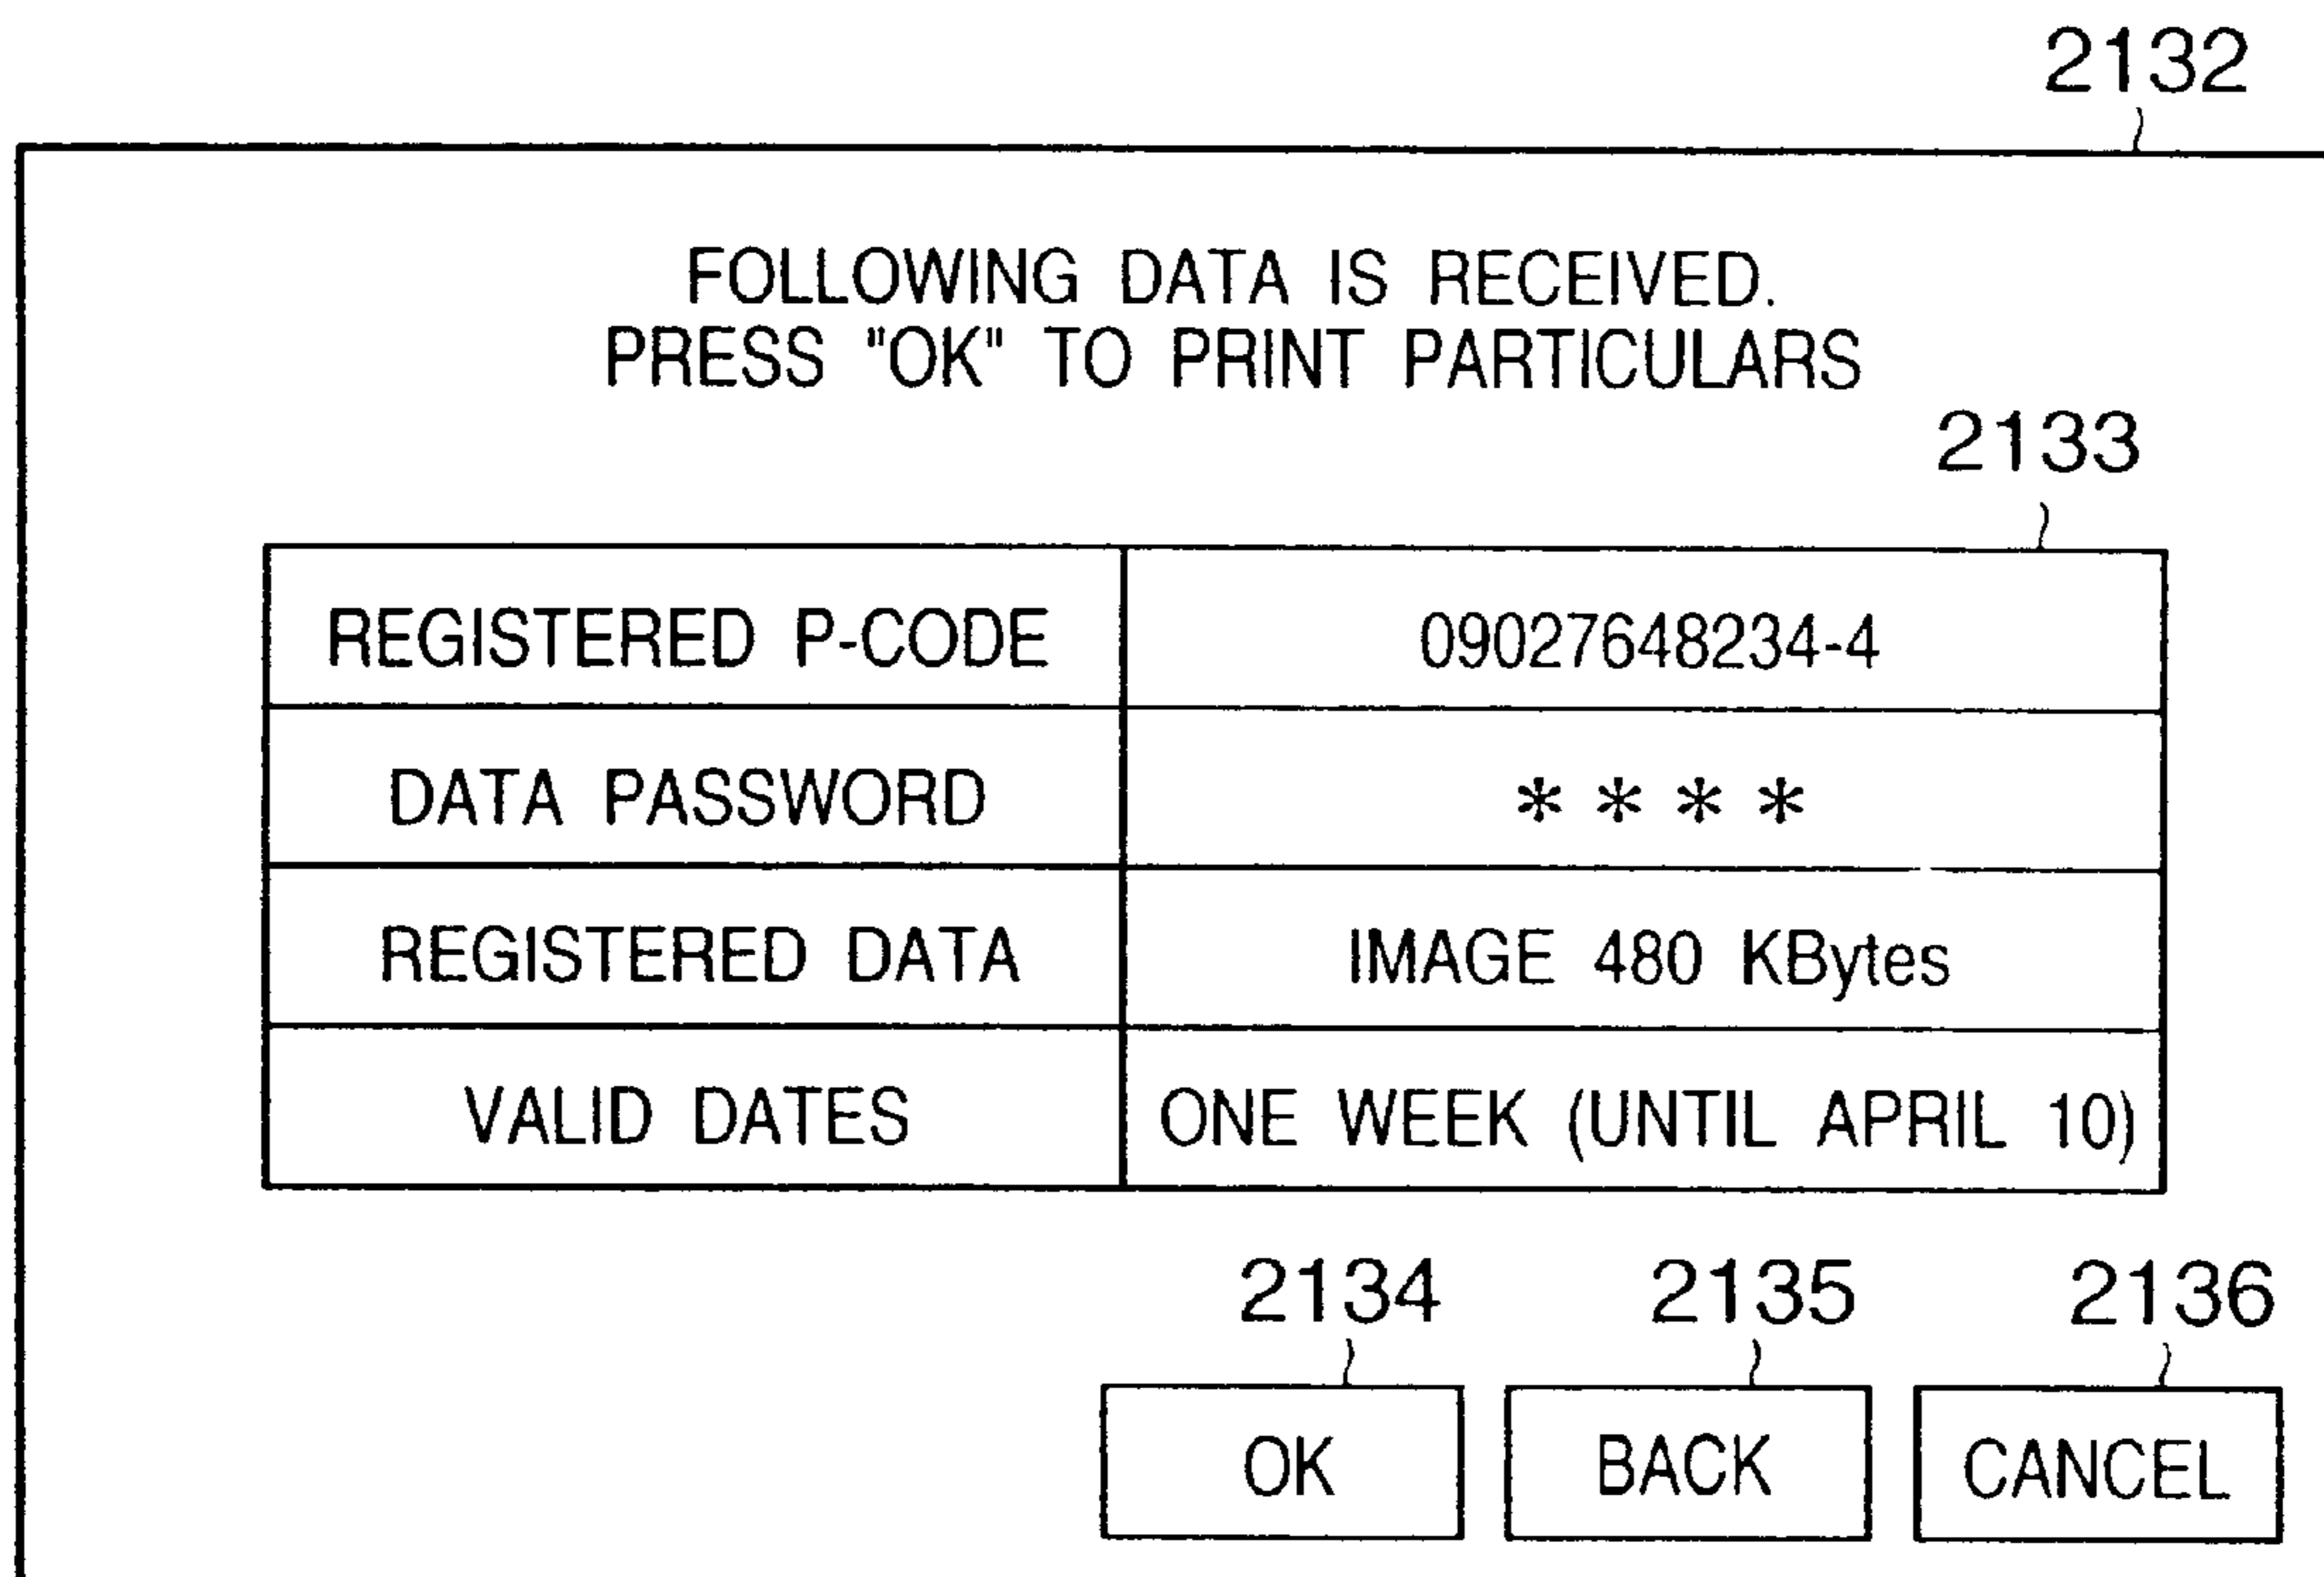 2132
FOLLOWING DATA IS RECEIVED.
PRESS "OK" TO PRINT PARTICULARS
2133
REGISTERED P-CODE 09027648234-4
DATA PASSWORD ****
REGISTERED DATA IMAGE 480 KBytes
VALID DATES ONE WEEK (UNTIL APRIL 10)
2134 2135 2136
OK BACK CANCEL